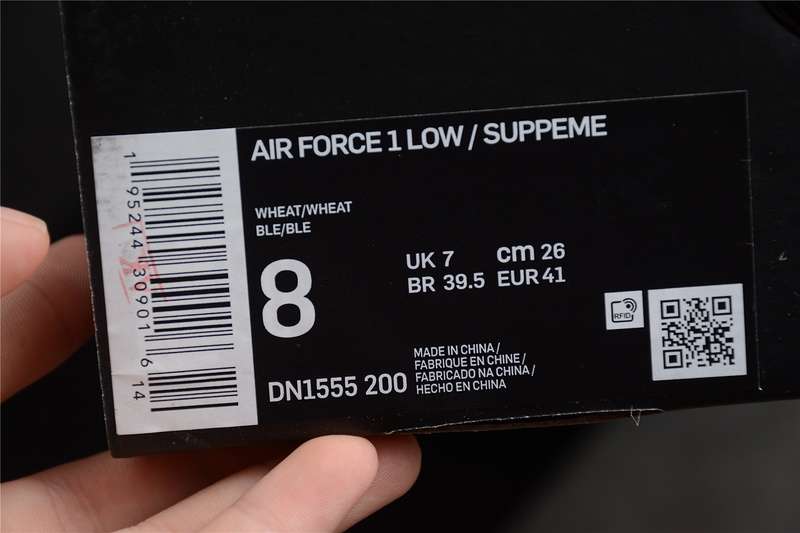 AIR FORCE 1 LOW / SUPPEME
WHEAT/WHEAT
BLE/BLE
8
UK 7 cm 26
BR 39.5 EUR 41
DN1555 200
MADE IN CHINA /
FABRIQUE EN CHINE /
FABRICADO NA CHINA /
HECHO EN CHINA
RFID
1 95244 30901 6 14